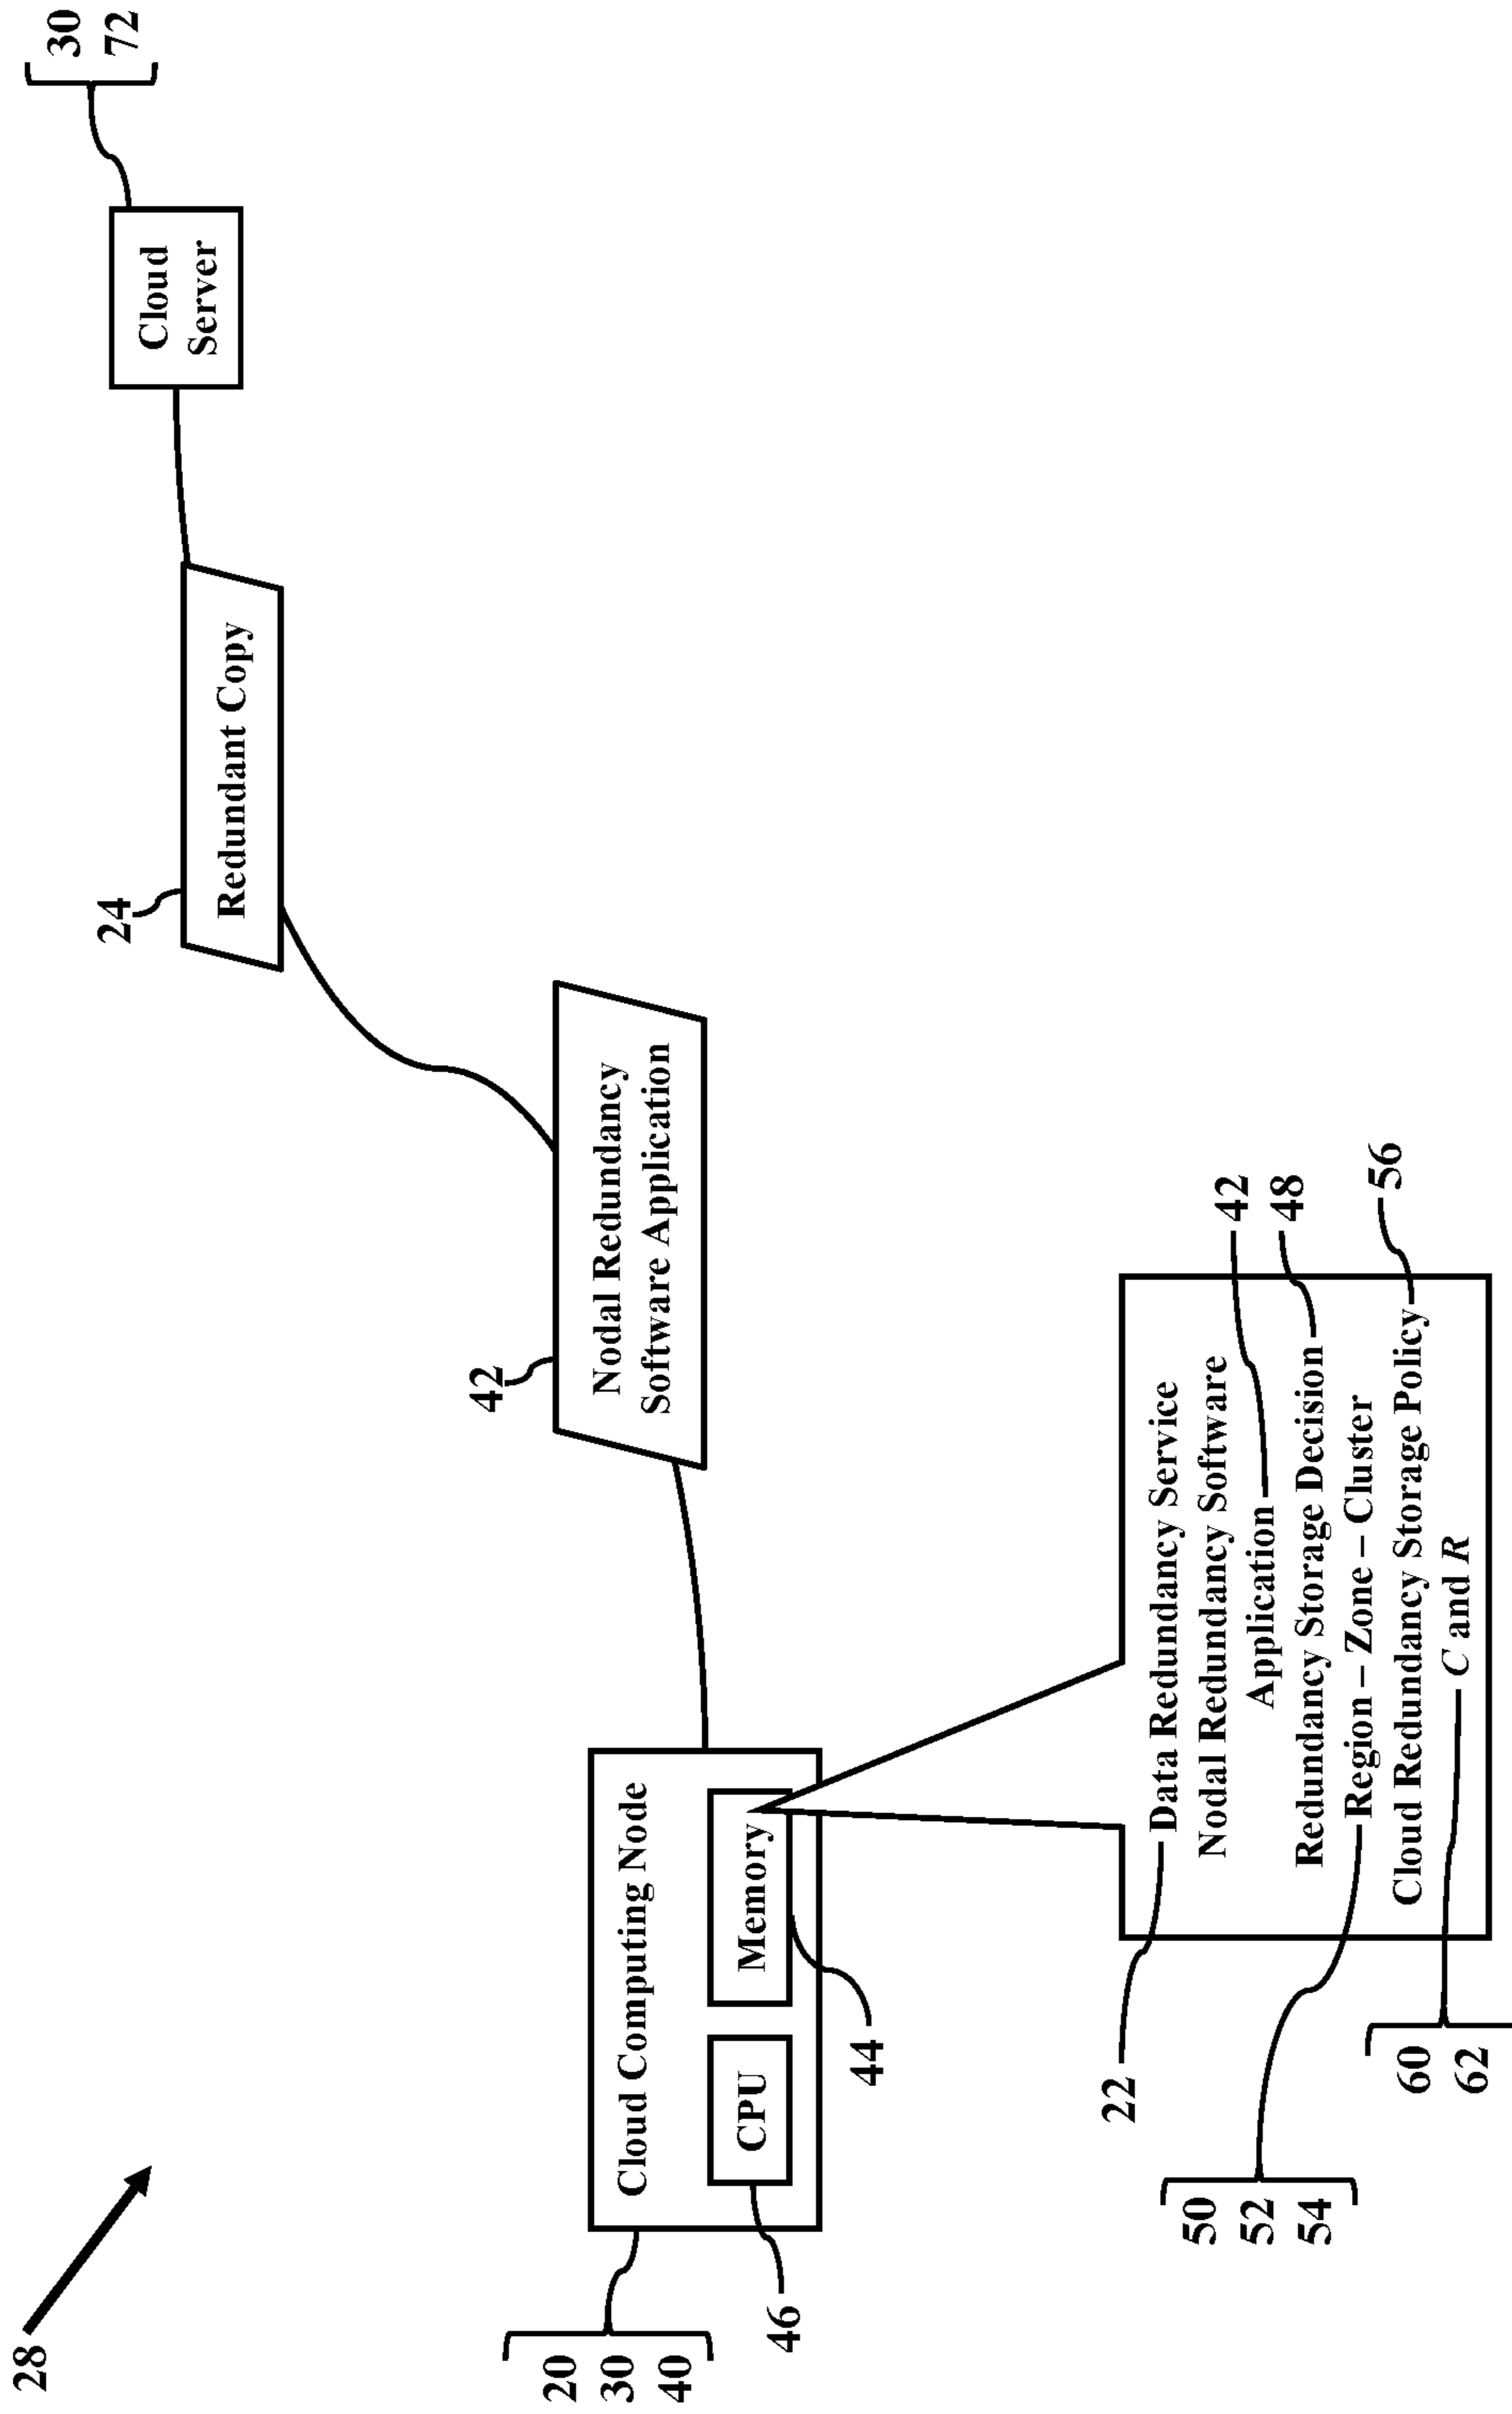 28
30
72
Cloud
Server
24
Redundant Copy
42
Nodal Redundancy
Software Application
20
30
40
Cloud Computing Node
CPU
Memory
46
44
22
Data Redundancy Service
Nodal Redundancy Software
Application
42
Redundancy Storage Decision
48
50
52
54
Region – Zone – Cluster
Cloud Redundancy Storage Policy
56
60
62
C and R